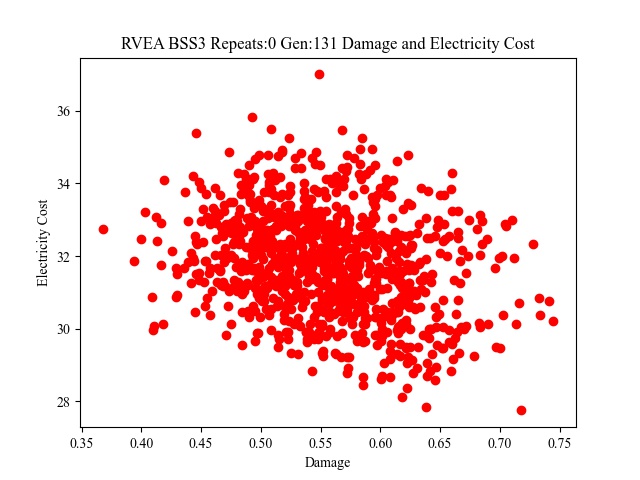 RVEA BSS3 Repeats:0 Gen:131 Damage and Electricity Cost
Electricity Cost
36
34
32
30
28
0.35 0.40 0.45 0.50 0.55 0.60 0.65 0.70 0.75
Damage